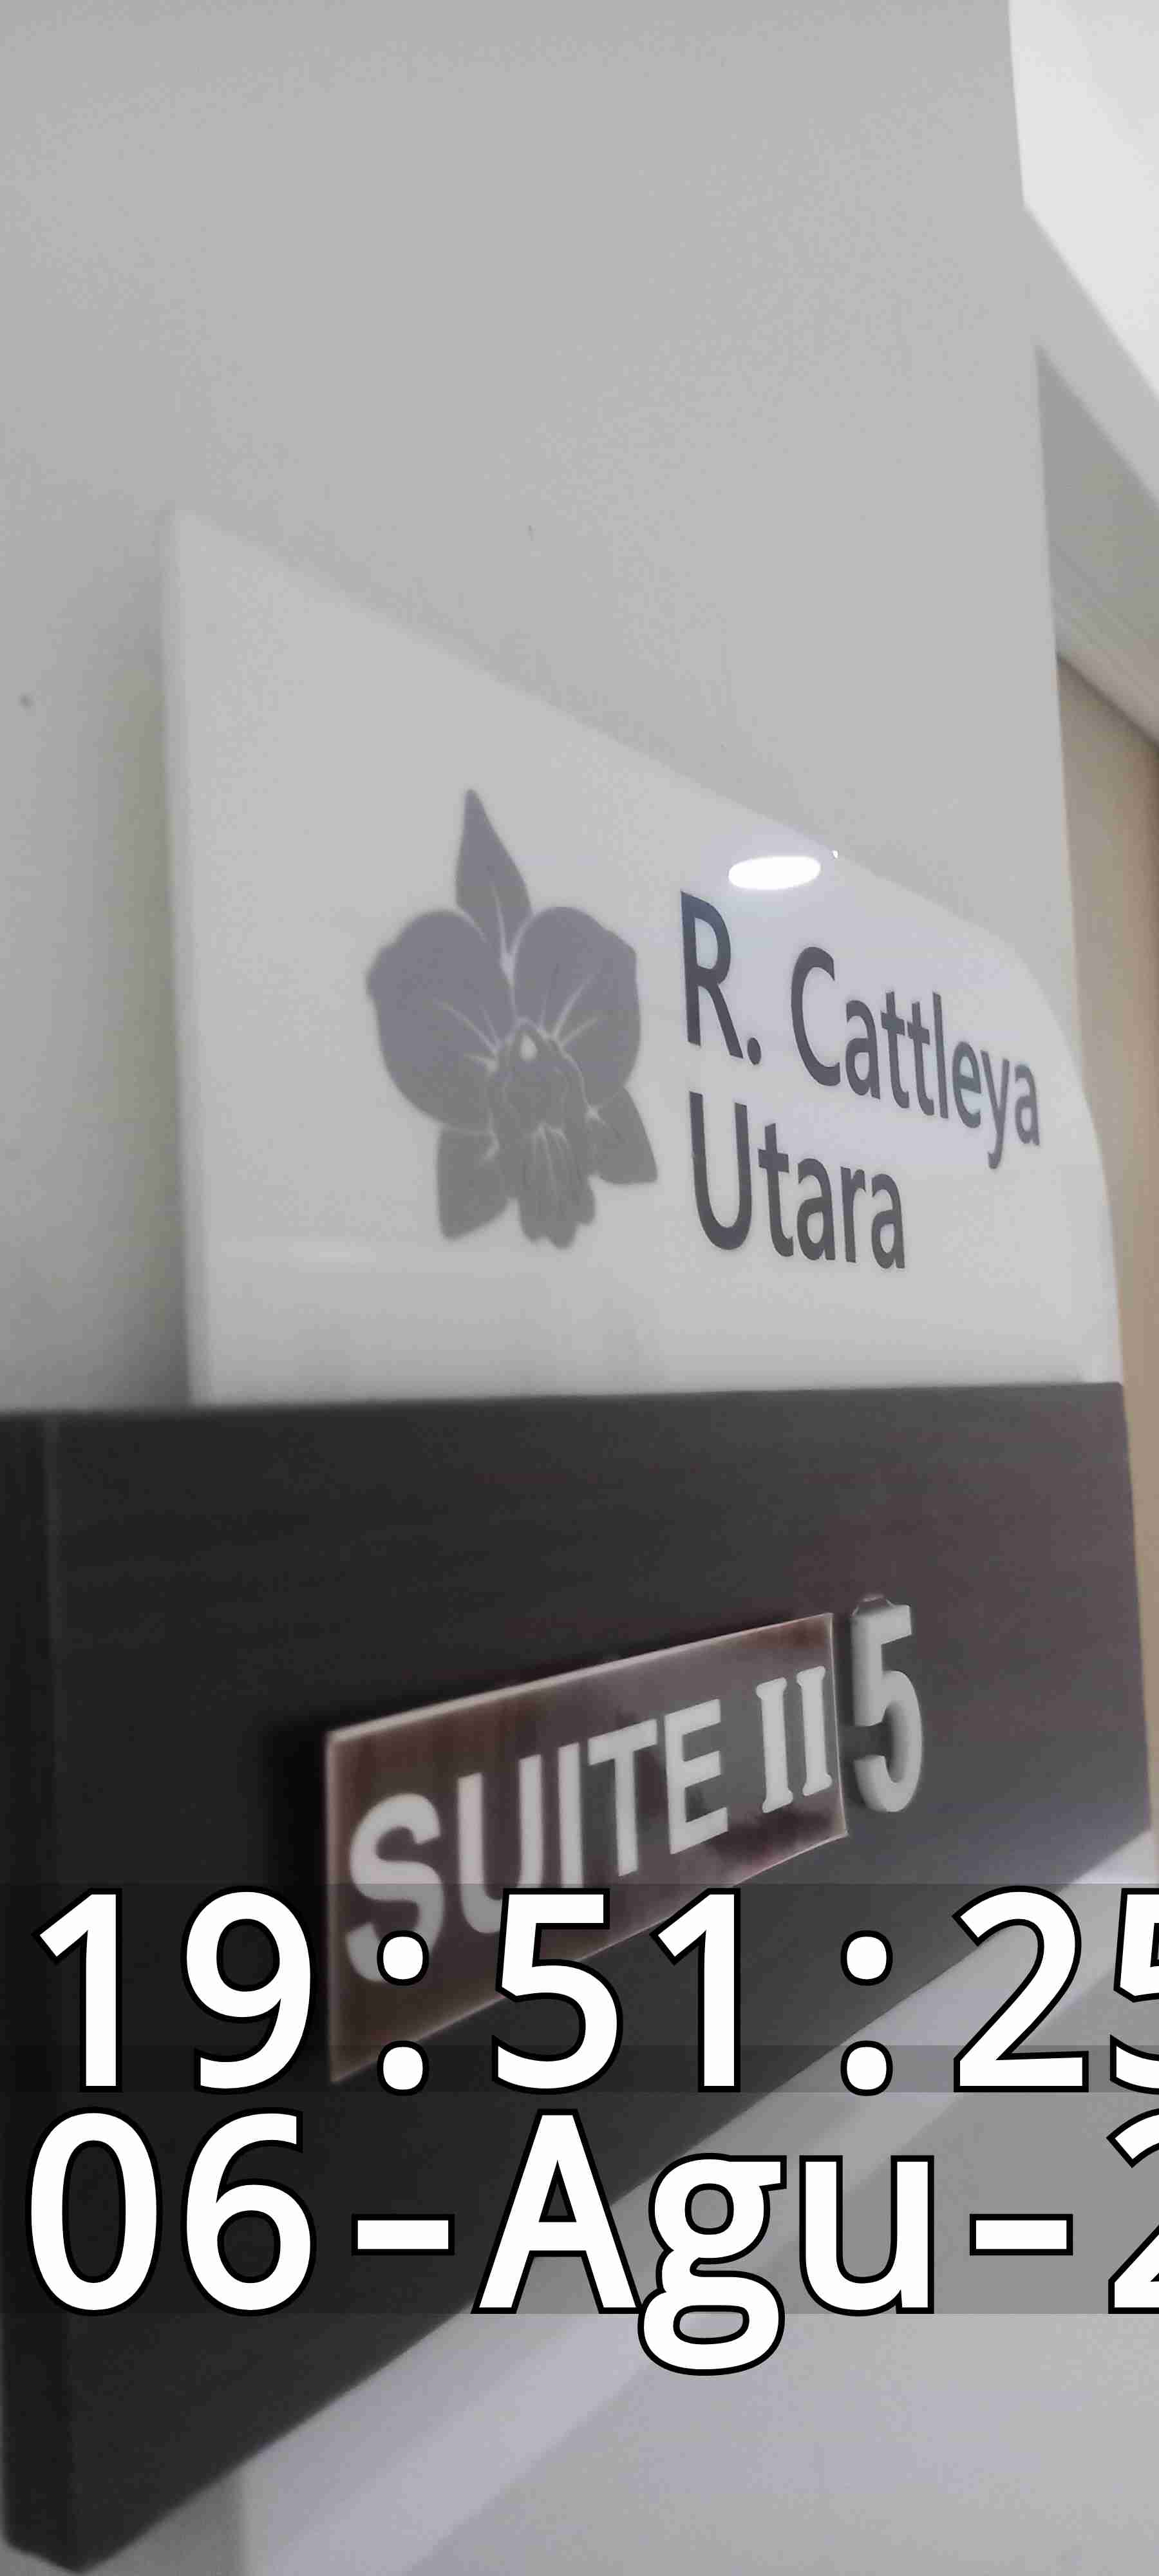 R. Cattleya
Utara
SUITE II 5
19:51:25
06-Agu-2